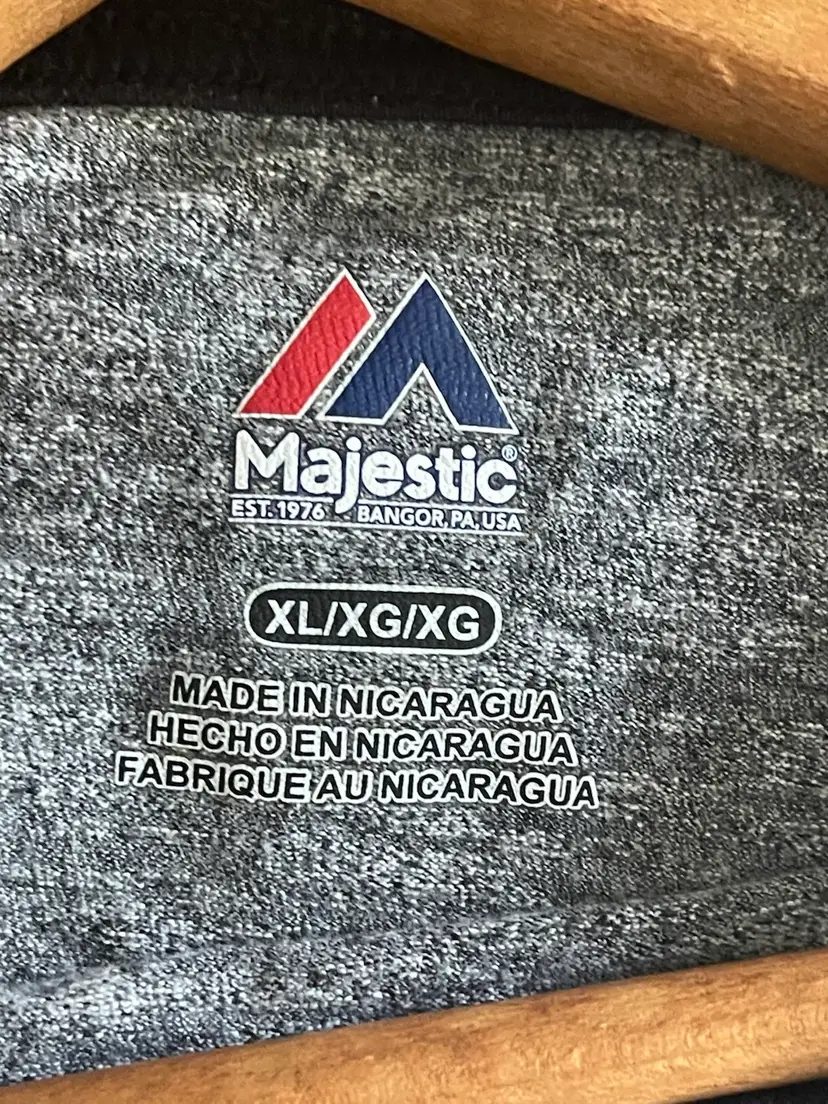 Majestic®
EST. 1976 BANGOR, PA, USA
XL/XG/XG
MADE IN NICARAGUA
HECHO EN NICARAGUA
FABRIQUE AU NICARAGUA